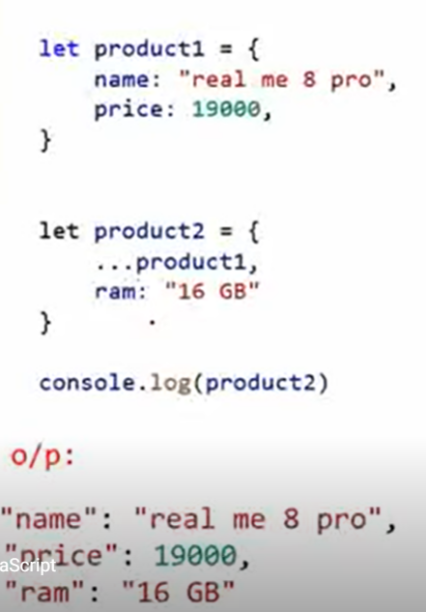 let product1 = {
name: "real me 8 pro",
price: 19000,
}
let product2 = {
...product1,
ram: "16 GB"
}
console.log(product2)
o/p:
"name": "real me 8 pro",
"price": 19000,
aScript
"ram": "16 GB"